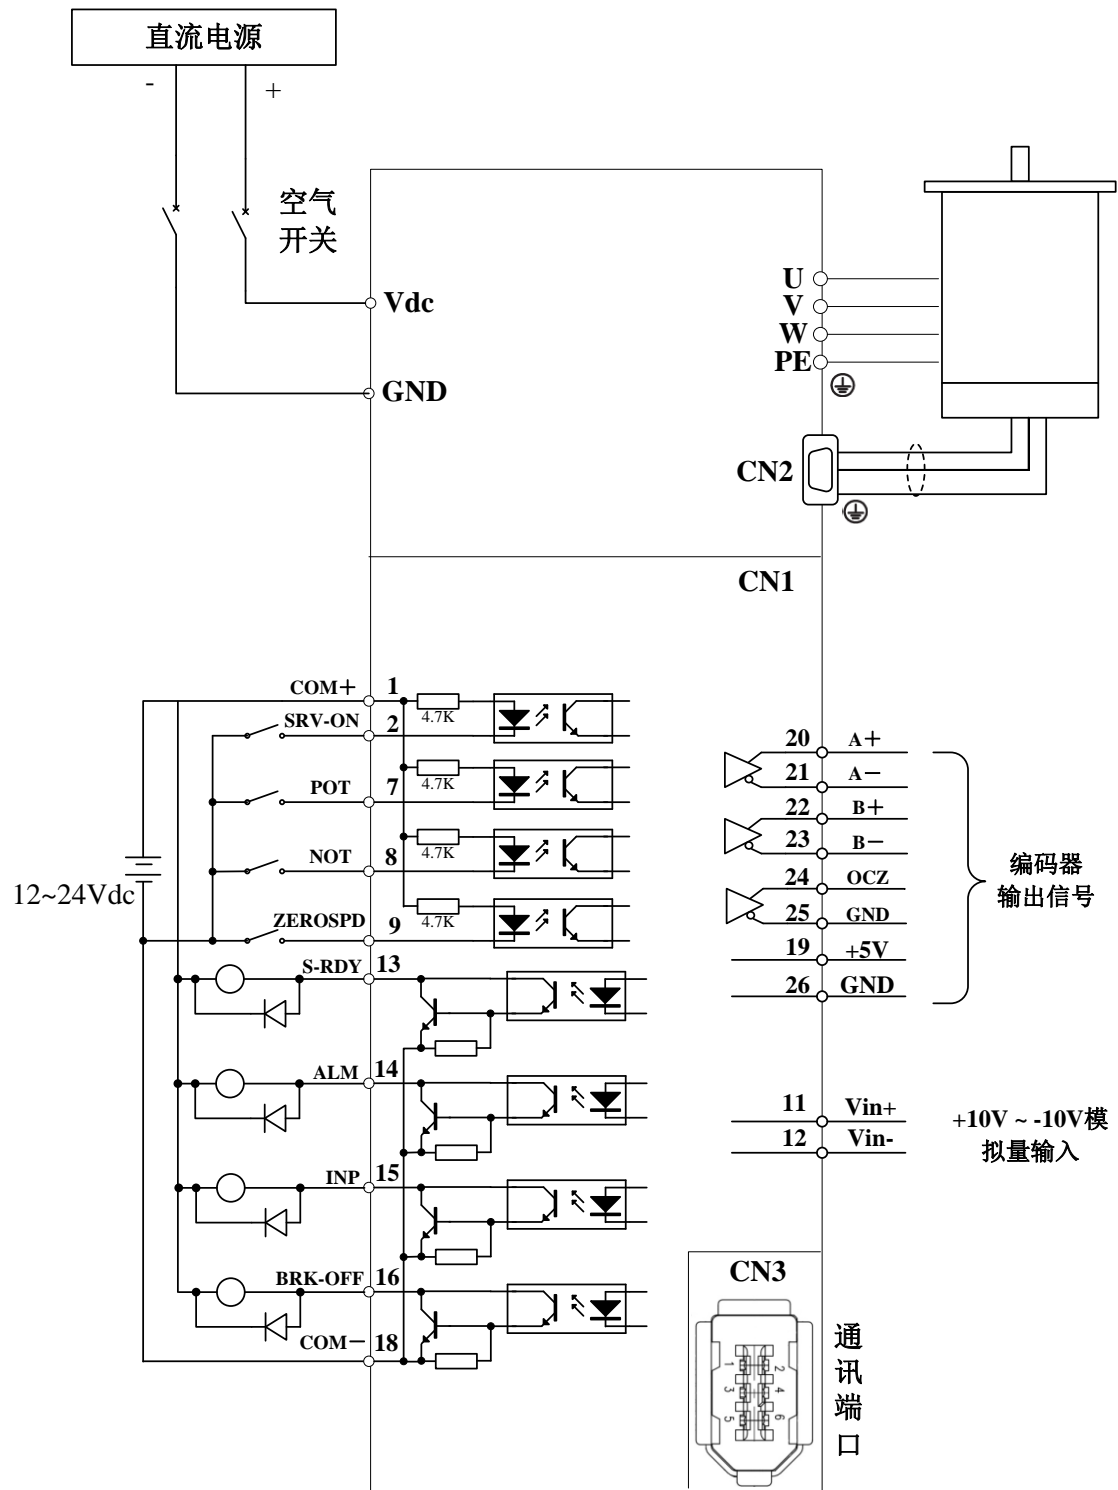 直流电源
-
+
空气
开关
Vdc
GND
U
V
W
PE
CN2
CN1
COM+
1
4.7K
SRV-ON
2
POT
7
4.7K
NOT
8
4.7K
ZEROSPD
9
4.7K
12~24Vdc
S-RDY
13
ALM
14
INP
15
BRK-OFF
16
COM-
18
20
A+
21
A-
22
B+
23
B-
24
OCZ
25
GND
19
+5V
26
GND
编码器
输出信号
11
Vin+
12
Vin-
+10V ~ -10V模
拟量输入
CN3
1
2
3
4
5
6
通
讯
端
口